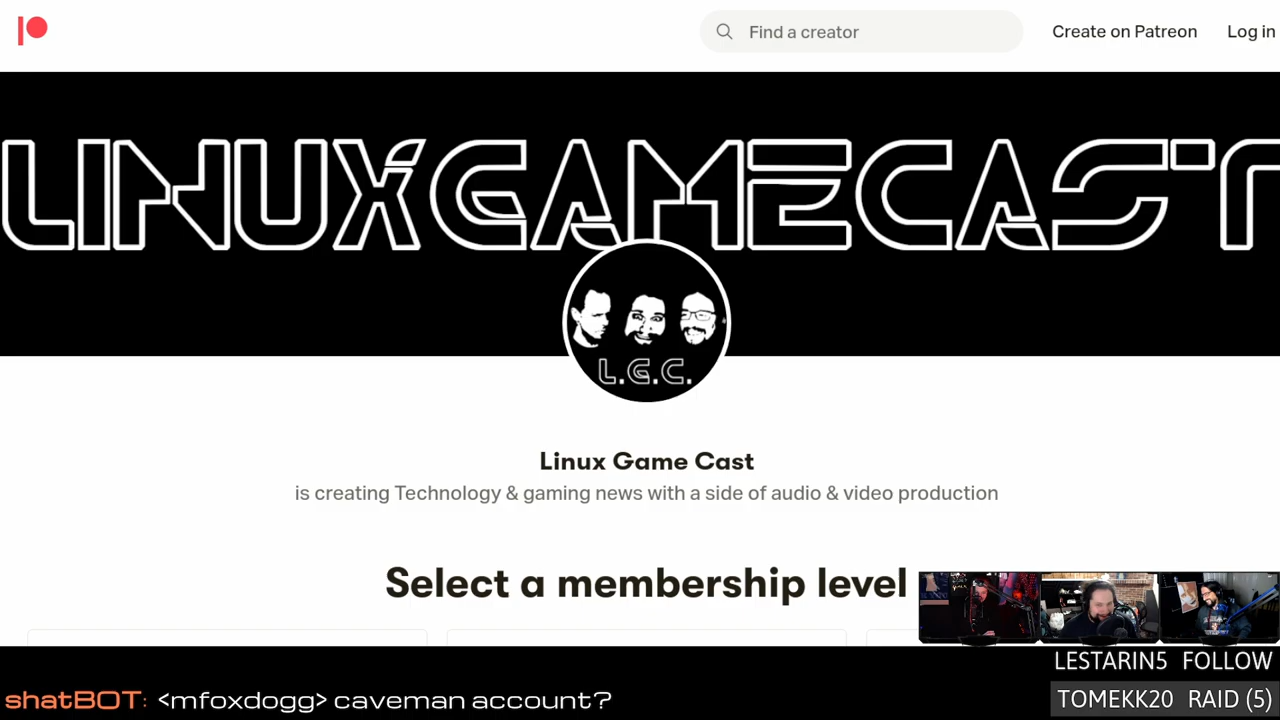 Find a creator
Create on Patreon
Log in
LINUXGAMECAST
L.G.C.
Linux Game Cast
is creating Technology & gaming news with a side of audio & video production
Select a membership level
LESTARIN5 FOLLOW
shatBOT: <mfoxdogg> caveman account?
TOMEKK20 RAID (5)